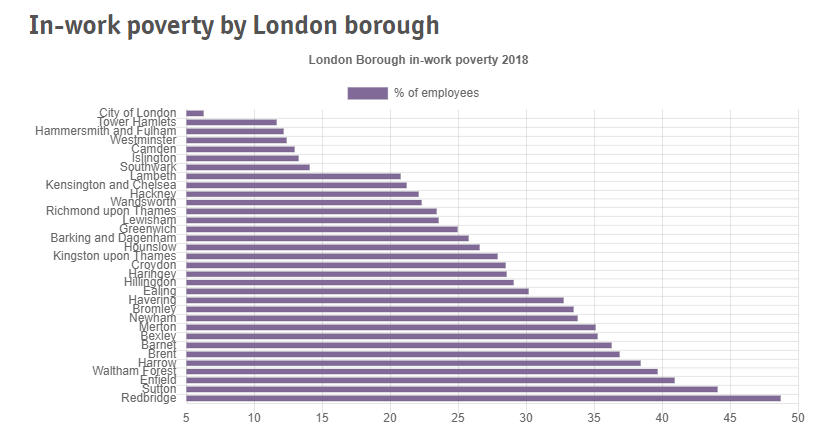 In-work poverty by London borough
London Borough in-work poverty 2018
% of employees
City of London
Tower Hamlets
Hammersmith and Fulham
Westminster
Camden
Islington
Southwark
Lambeth
Kensington and Chelsea
Hackney
Wandsworth
Richmond upon Thames
Lewisham
Greenwich
Barking and Dagenham
Hounslow
Kingston upon Thames
Croydon
Haringey
Hillingdon
Ealing
Havering
Bromley
Newham
Merton
Bexley
Barnet
Brent
Harrow
Waltham Forest
Enfield
Sutton
Redbridge
5 10 15 20 25 30 35 40 45 50